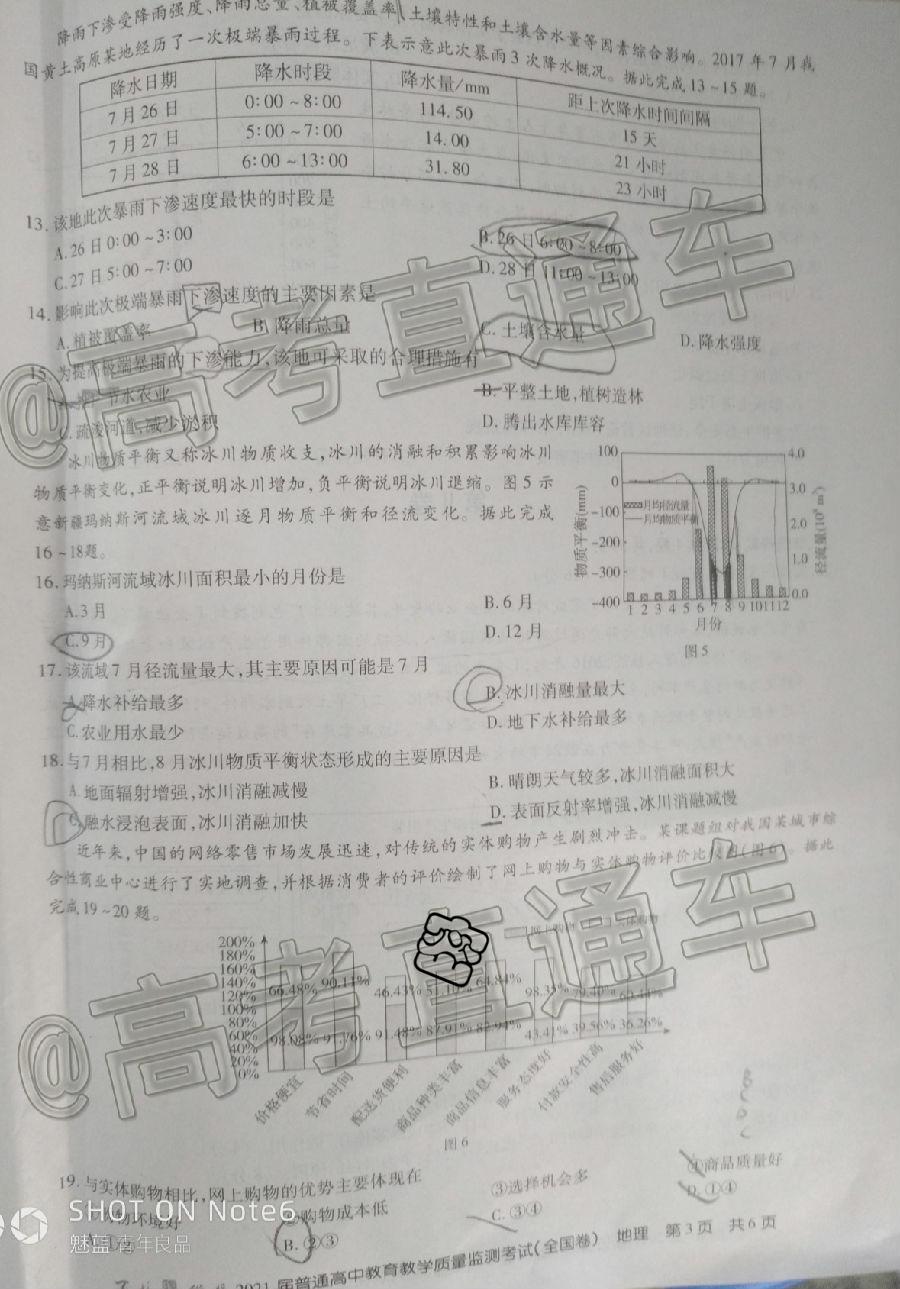 降雨下渗受降雨强度、降雨总量、植被覆盖率、土壤特性和土壤含水量等因素综合影响。2017年7月我
国黄土高原某地经历了一次极端暴雨过程。下表示意此次暴雨3次降水概况。据此完成13～15题。
降水日期 降水时段 降水量/mm 距上次降水时间间隔
7月26日 0:00～8:00 114.50 15天
7月27日 5:00～7:00 14.00 21小时
7月28日 6:00～13:00 31.80 23小时
13.该地此次暴雨下渗速度最快的时段是
A.26日0:00～3:00 B.26日6:00～8:00
C.27日5:00～7:00 D.28日11:00～13:00
14.影响此次极端暴雨下渗速度的主要因素是
A.植被覆盖率 B.降雨总量 C.土壤含水量 D.降水强度
15.为提高极端暴雨的下渗能力,该地可采取的合理措施有
节水农业 B.平整土地,植树造林
C.疏浚河道,减少淤积 D.腾出水库库容
冰川物质平衡又称冰川物质收支,冰川的消融和积累影响冰川
物质平衡变化,正平衡说明冰川增加,负平衡说明冰川退缩。图5示
意新疆玛纳斯河流域冰川逐月物质平衡和径流变化。据此完成
16～18题。
16.玛纳斯河流域冰川面积最小的月份是
A.3月 B.6月
C.9月 D.12月
100 0 -100 -200 -300 -400
物质平衡(mm)
月均径流量
月均物质平衡
4.0 3.0 2.0 1.0 0.0
1 2 3 4 5 6 7 8 9 10 11 12
月份
图5
17.该流域7月径流量最大,其主要原因可能是7月
A.降水补给最多 B.冰川消融量最大
C.农业用水最少 D.地下水补给最多
18.与7月相比,8月冰川物质平衡状态形成的主要原因是
A.地面辐射增强,冰川消融减慢 B.晴朗天气较多,冰川消融面积大
C.融水浸泡表面,冰川消融加快 D.表面反射率增强,冰川消融减慢
近年来,中国的网络零售市场发展迅速,对传统的实体购物产生剧烈冲击。某课题组对我国某城市综
合性商业中心进行了实地调查,并根据消费者的评价绘制了网上购物与实体购物评价比较图(图6)。据此
完成19～20题。
200% 180% 160% 140% 120% 100% 80% 60% 40% 20% 0%
66.48% 90.11% 46.43% 51.10% 64.84% 98.35% 79.40%
98.08% 91.76% 91.48% 87.91% 43.41% 39.56% 36.26%
价格便宜 节省时间 配送货便利 商品种类丰富 商品信息丰富 服务态度好 付款安全性高 售后服务好
图6
19.与实体购物相比,网上购物的优势主要体现在
购物环境好 ②购物成本低 ③选择机会多 ④商品质量好
B.②③ C.③④ D.①④
2021届普通高中教育教学质量监测考试(全国卷) 地理 第3页 共6页
@高考直通车
@高考直通车
SHOT ON Note6
魅蓝·青年良品